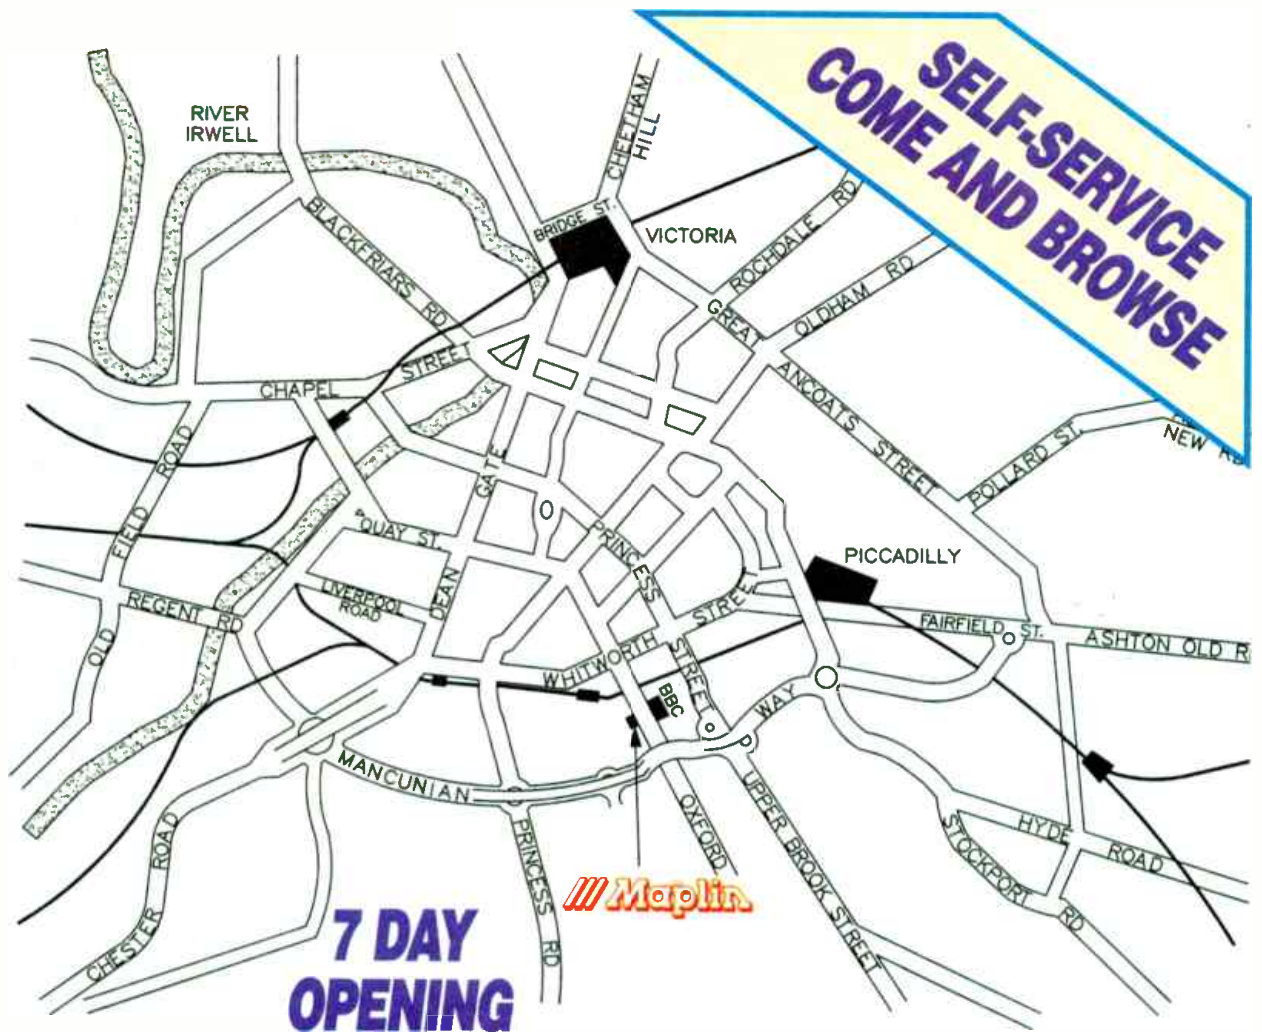 SELF-SERVICE
COME AND BROWSE
RIVER
IRWELL
CHEETHAM
HILL
BRIDGE ST.
VICTORIA
BLACKFRIARS RD
ROCHDALE RD
OLDHAM RD
GREAT
ANCOATS STREET
CHAPEL
STREET
POLLARD ST.
NEW RD
FIELD ROAD
OLD
GATE
DEAN
QUAY ST.
PRINCESS
STREET
PICCADILLY
LIVERPOOL
ROAD
REGENT RD
FAIRFIELD ST.
ASHTON OLD R
WHITWORTH STREET
BBC
MANCUNIAN
WAY
OXFORD
UPPER BROOK STREET
PRINCESS RD
HYDE ROAD
STOCKPORT RD
CHESTER ROAD
Maplin
7 DAY
OPENING